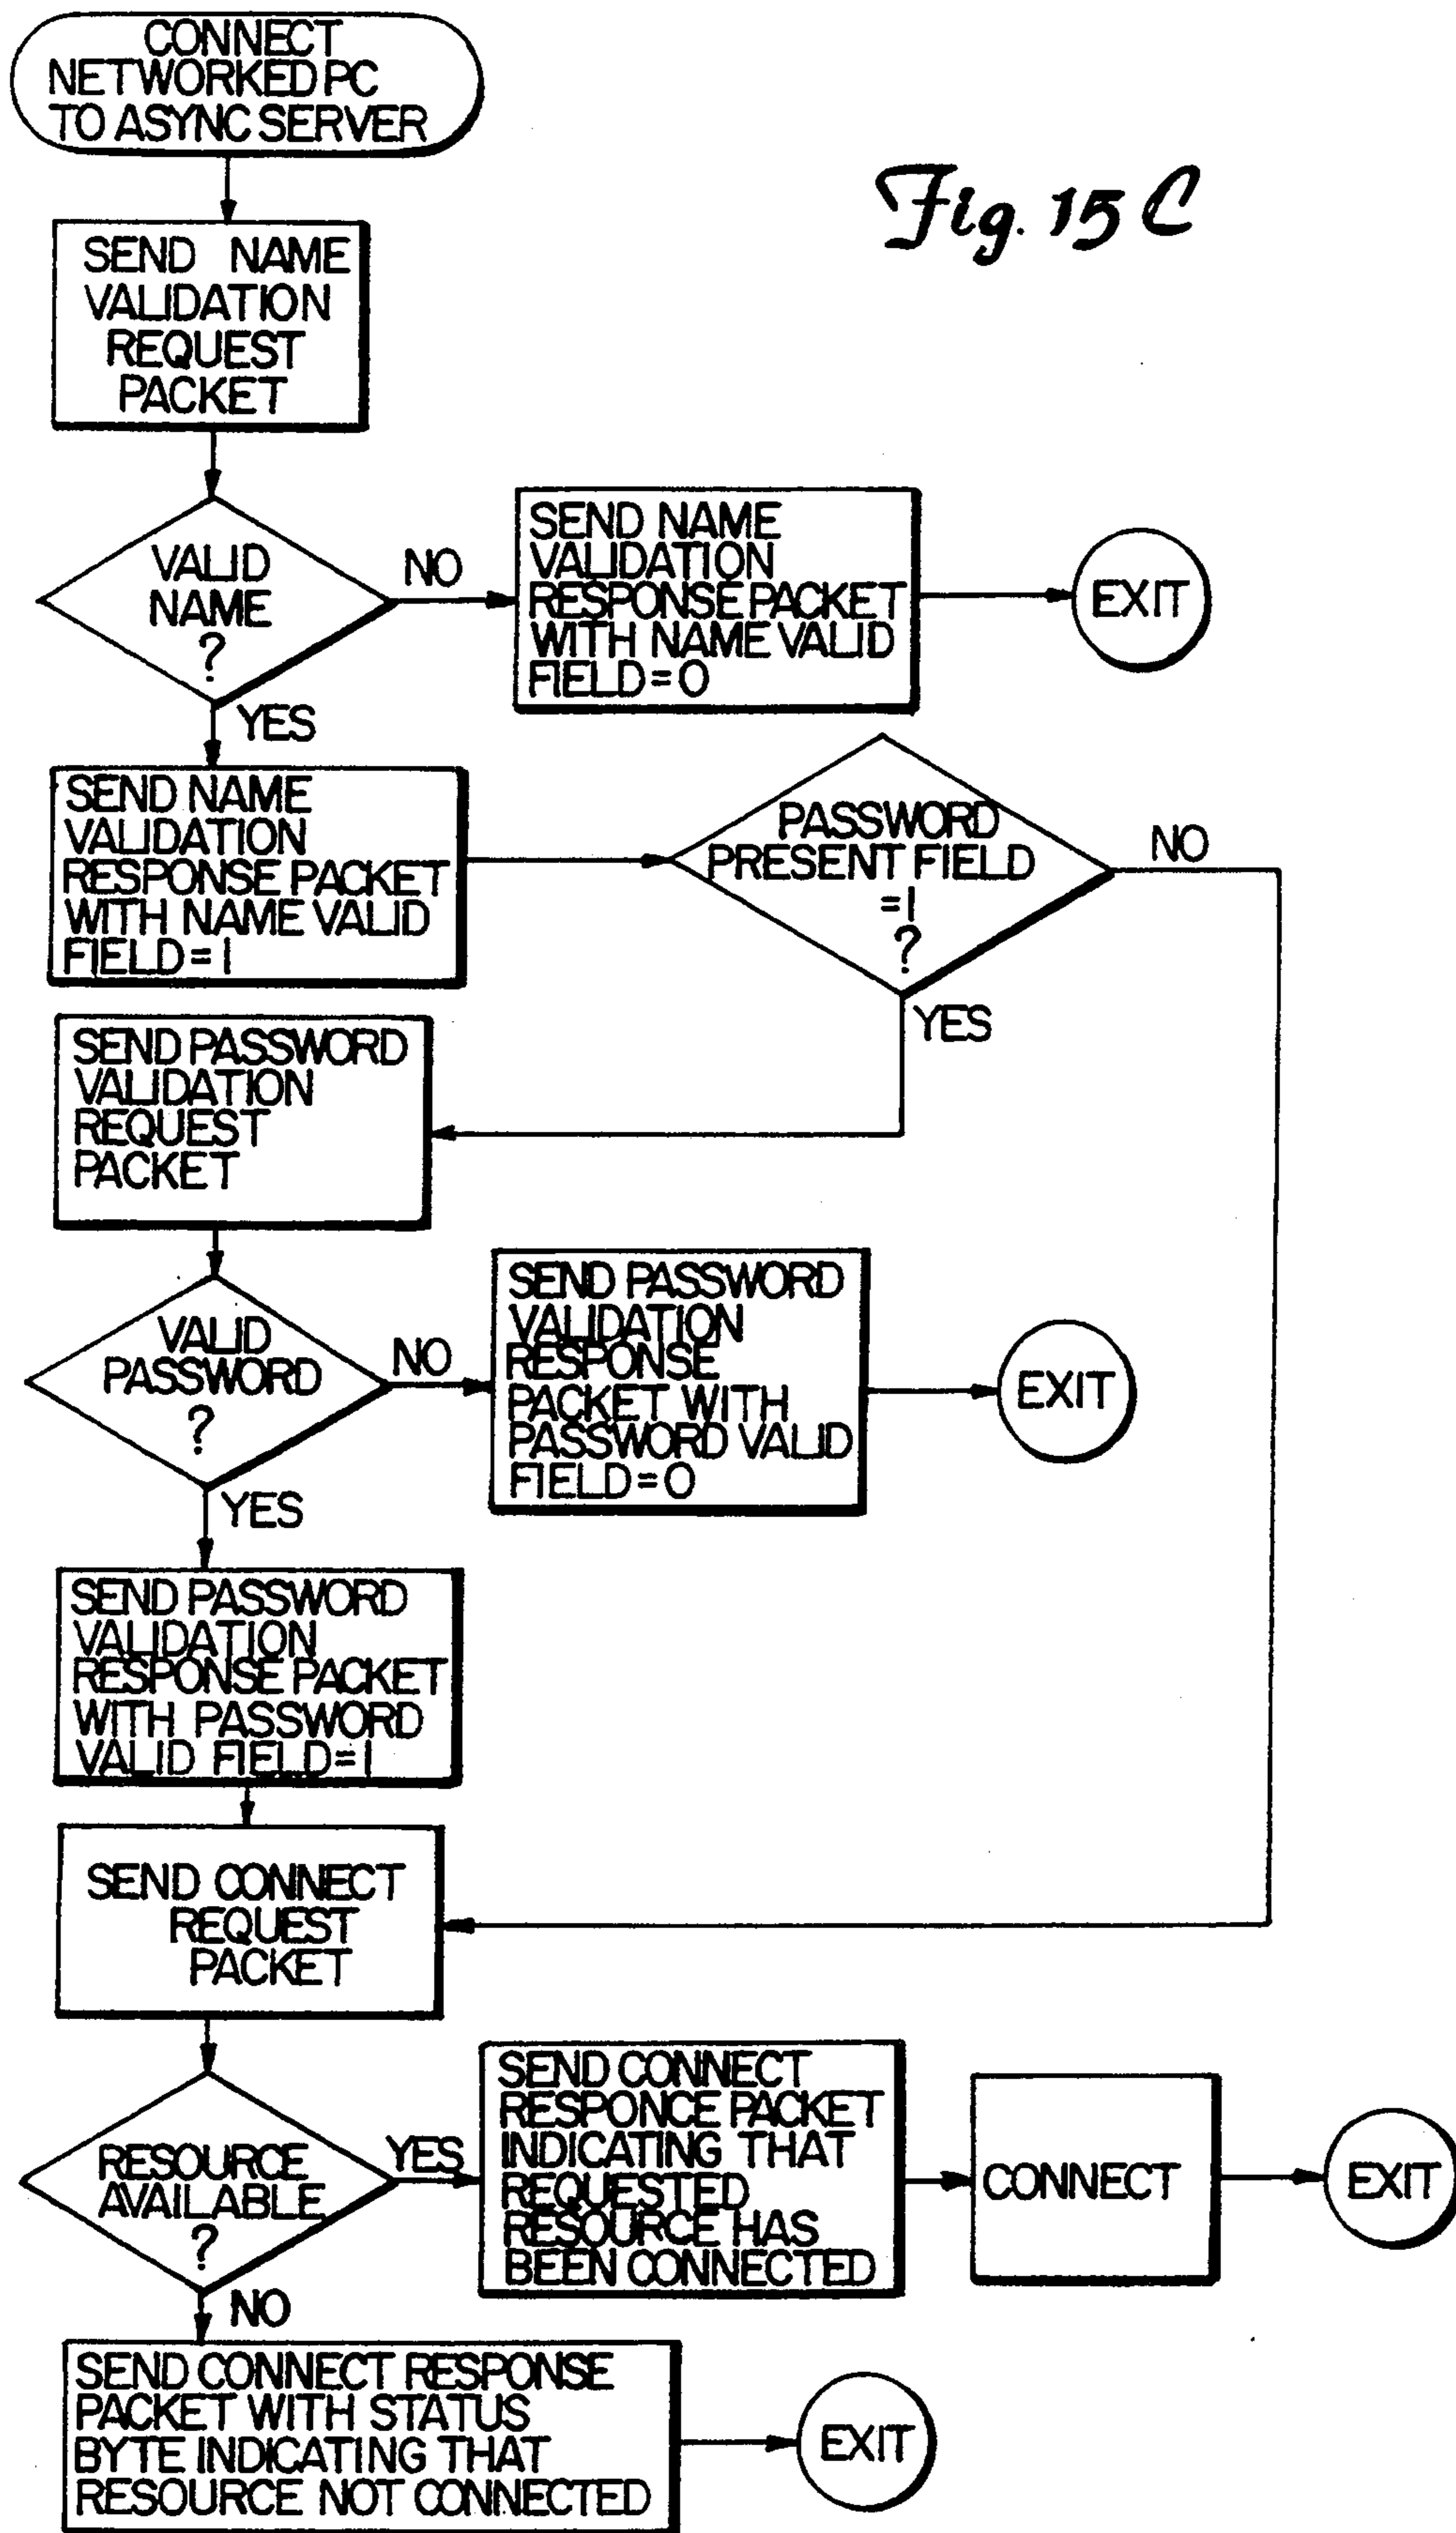 CONNECT
NETWORKED PC
TO ASYNC SERVER
Fig. 15C
SEND NAME
VALIDATION
REQUEST
PACKET
VALID
NAME
?
NO
SEND NAME
VALIDATION
RESPONSE PACKET
WITH NAME VALID
FIELD=0
EXIT
YES
SEND NAME
VALIDATION
RESPONSE PACKET
WITH NAME VALID
FIELD=1
PASSWORD
PRESENT FIELD
=1
?
NO
YES
SEND PASSWORD
VALIDATION
REQUEST
PACKET
VALID
PASSWORD
?
NO
SEND PASSWORD
VALIDATION
RESPONSE
PACKET WITH
PASSWORD VALID
FIELD=0
EXIT
YES
SEND PASSWORD
VALIDATION
RESPONSE PACKET
WITH PASSWORD
VALID FIELD=1
SEND CONNECT
REQUEST
PACKET
RESOURCE
AVAILABLE
?
YES
SEND CONNECT
RESPONCE PACKET
INDICATING THAT
REQUESTED
RESOURCE HAS
BEEN CONNECTED
CONNECT
EXIT
NO
SEND CONNECT RESPONSE
PACKET WITH STATUS
BYTE INDICATING THAT
RESOURCE NOT CONNECTED
EXIT